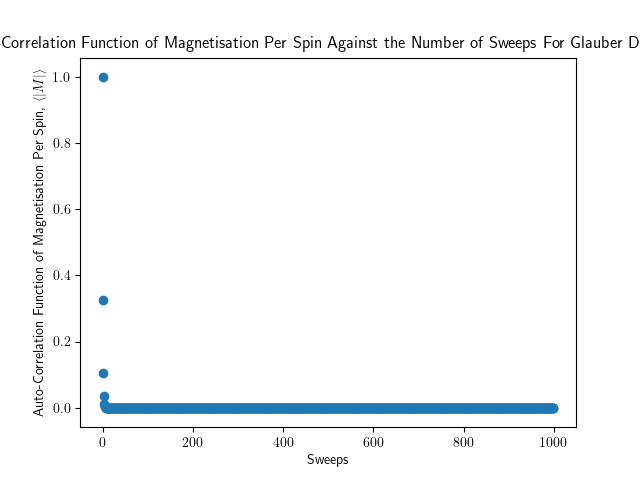 -Correlation Function of Magnetisation Per Spin Against the Number of Sweeps For Glauber D
Auto-Correlation Function of Magnetisation Per Spin, ⟨|M|⟩
1.0
0.8
0.6
0.4
0.2
0.0
0 200 400 600 800 1000
Sweeps